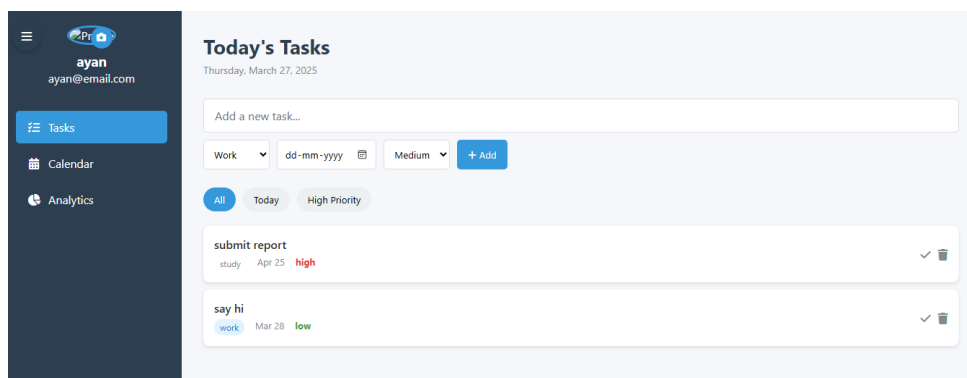 Pr
ayan
ayan@email.com
Tasks
Calendar
Analytics
Today's Tasks
Thursday, March 27, 2025
Add a new task...
Work dd-mm-yyyy Medium + Add
All Today High Priority
submit report
study Apr 25 high
say hi
work Mar 28 low